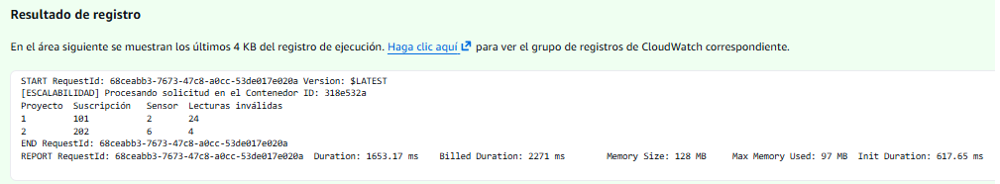 Resultado de registro
En el área siguiente se muestran los últimos 4 KB del registro de ejecución. Haga clic aquí para ver el grupo de registros de CloudWatch correspondiente.
START RequestId: 68ceabb3-7673-47c8-a0cc-53de017e020a Version: $LATEST
[ESCALABILIDAD] Procesando solicitud en el Contenedor ID: 318e532a
Proyecto Suscripción Sensor Lecturas inválidas
1 101 2 24
2 202 6 4
END RequestId: 68ceabb3-7673-47c8-a0cc-53de017e020a
REPORT RequestId: 68ceabb3-7673-47c8-a0cc-53de017e020a Duration: 1653.17 ms Billed Duration: 2271 ms Memory Size: 128 MB Max Memory Used: 97 MB Init Duration: 617.65 ms